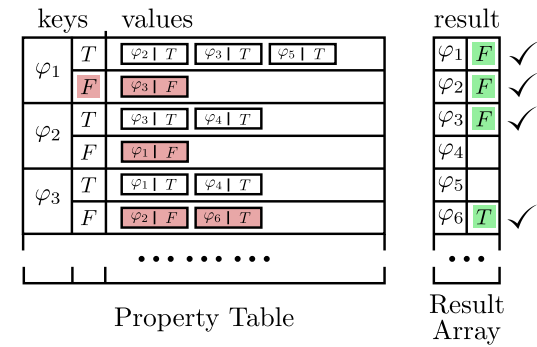 keys values result
φ₁ T φ₂ | T φ₃ | T φ₅ | T φ₁ F ✓
F φ₃ | F φ₂ F ✓
φ₂ T φ₃ | T φ₄ | T φ₃ F ✓
F φ₁ | F φ₄
φ₃ T φ₁ | T φ₄ | T φ₅
F φ₂ | F φ₆ | T φ₆ T ✓
Property Table
Result
Array